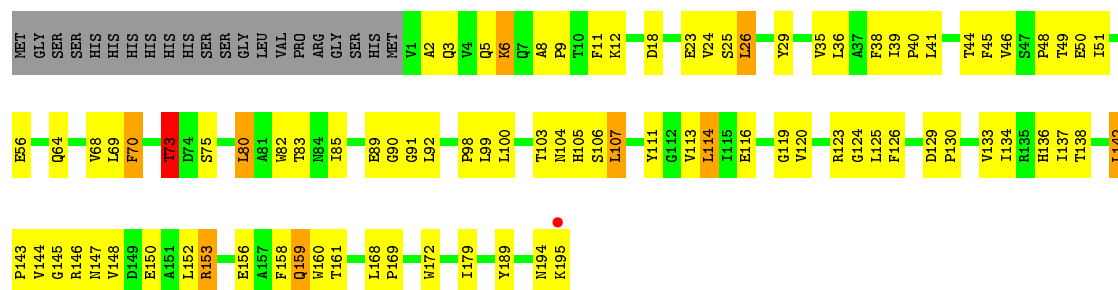 MET GLY SER SER HIS HIS HIS HIS HIS HIS SER SER GLY LEU VAL PRO ARG GLY SER HIS MET V1 A2 Q3 V4 Q5 K6 Q7 A8 P9 T10 F11 K12 D18 E23 V24 S25 L26 Y29 V35 L36 A37 F38 I39 P40 L41 T44 F45 V46 S47 P48 T49 E50 I51
E56 Q64 V68 L69 F70 T73 D74 S75 L80 A81 W82 T83 N84 I85 E89 G90 G91 L92 P98 L99 L100 T103 N104 H105 S106 L107 Y111 G112 V113 L114 I115 E116 G119 V120 R123 G124 L125 F126 D129 P130 V133 I134 R135 H136 I137 T138
P143 V144 G145 R146 N147 V148 D149 E150 A151 L152 R153 E156 A157 F158 Q159 W160 T161 L168 P169 W172 I179 Y189 N194 K195